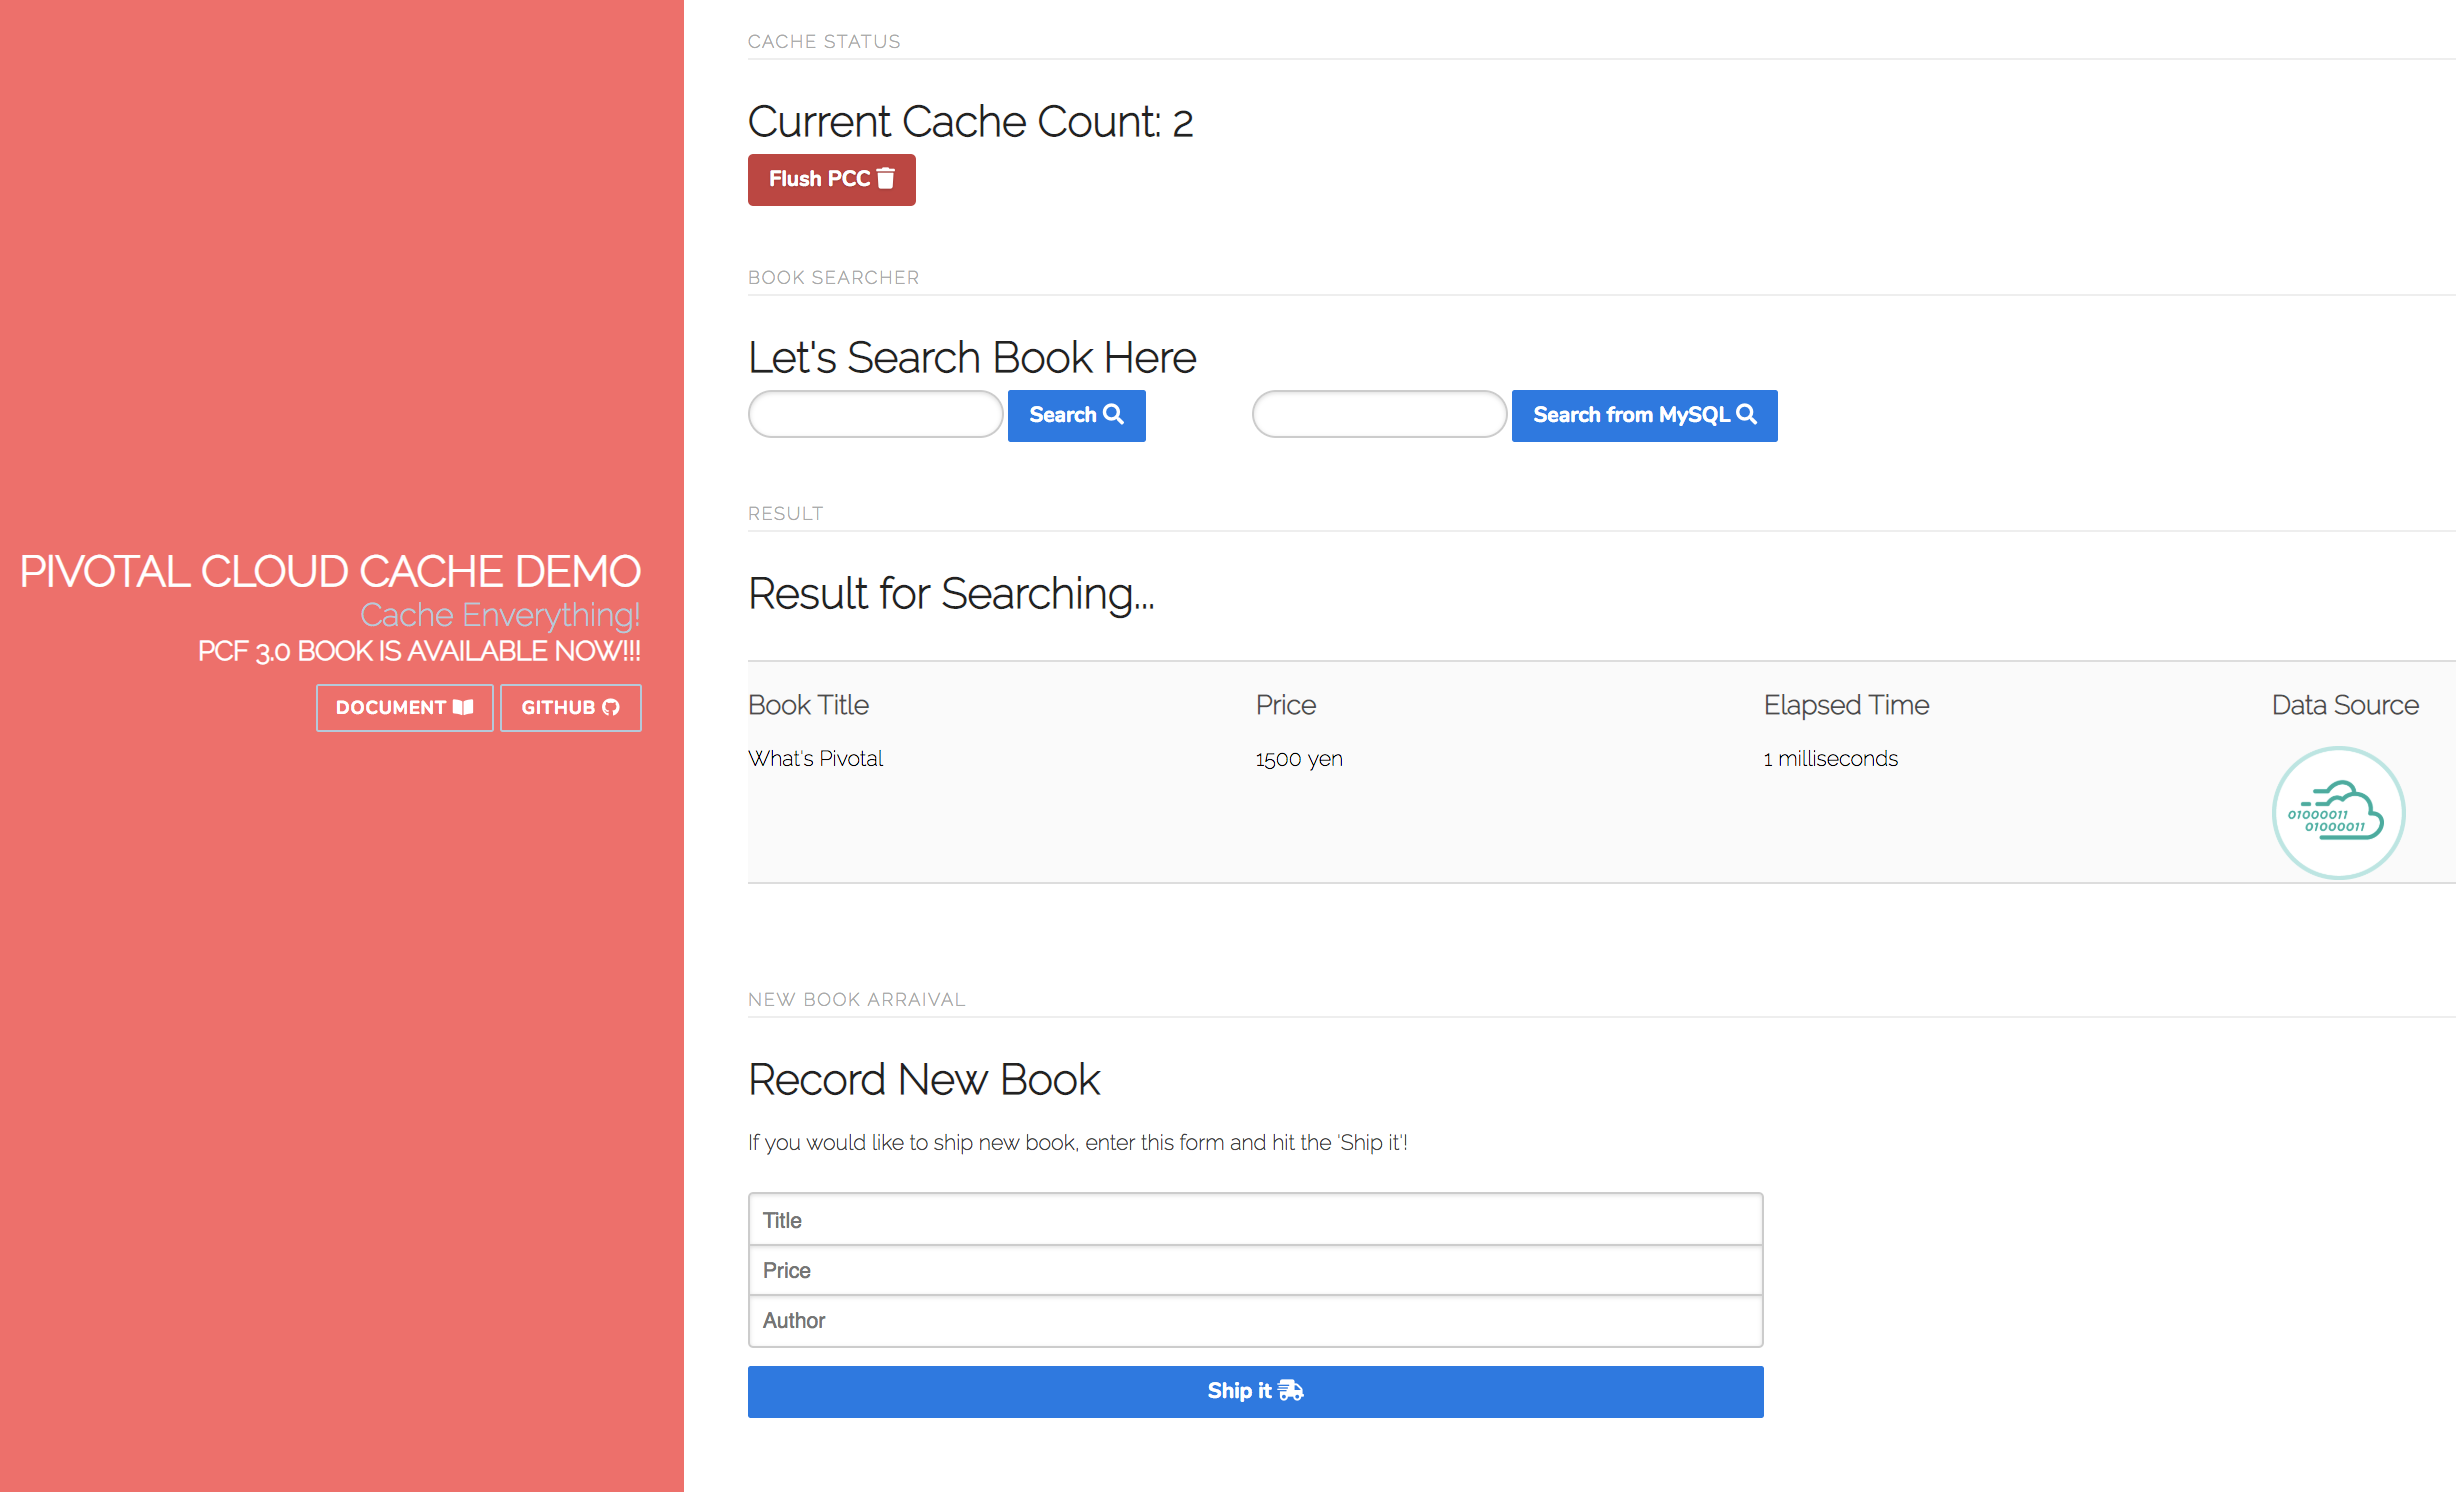 PIVOTAL CLOUD CACHE DEMO
Cache Enverything!
PCF 3.0 BOOK IS AVAILABLE NOW!!!
DOCUMENT GITHUB
CACHE STATUS
Current Cache Count: 2
Flush PCC
BOOK SEARCHER
Let's Search Book Here
Search Search from MySQL
RESULT
Result for Searching...
Book Title Price Elapsed Time Data Source
What's Pivotal 1500 yen 1 milliseconds
01000011
01000011
NEW BOOK ARRAIVAL
Record New Book
If you would like to ship new book, enter this form and hit the 'Ship it'!
Title
Price
Author
Ship it